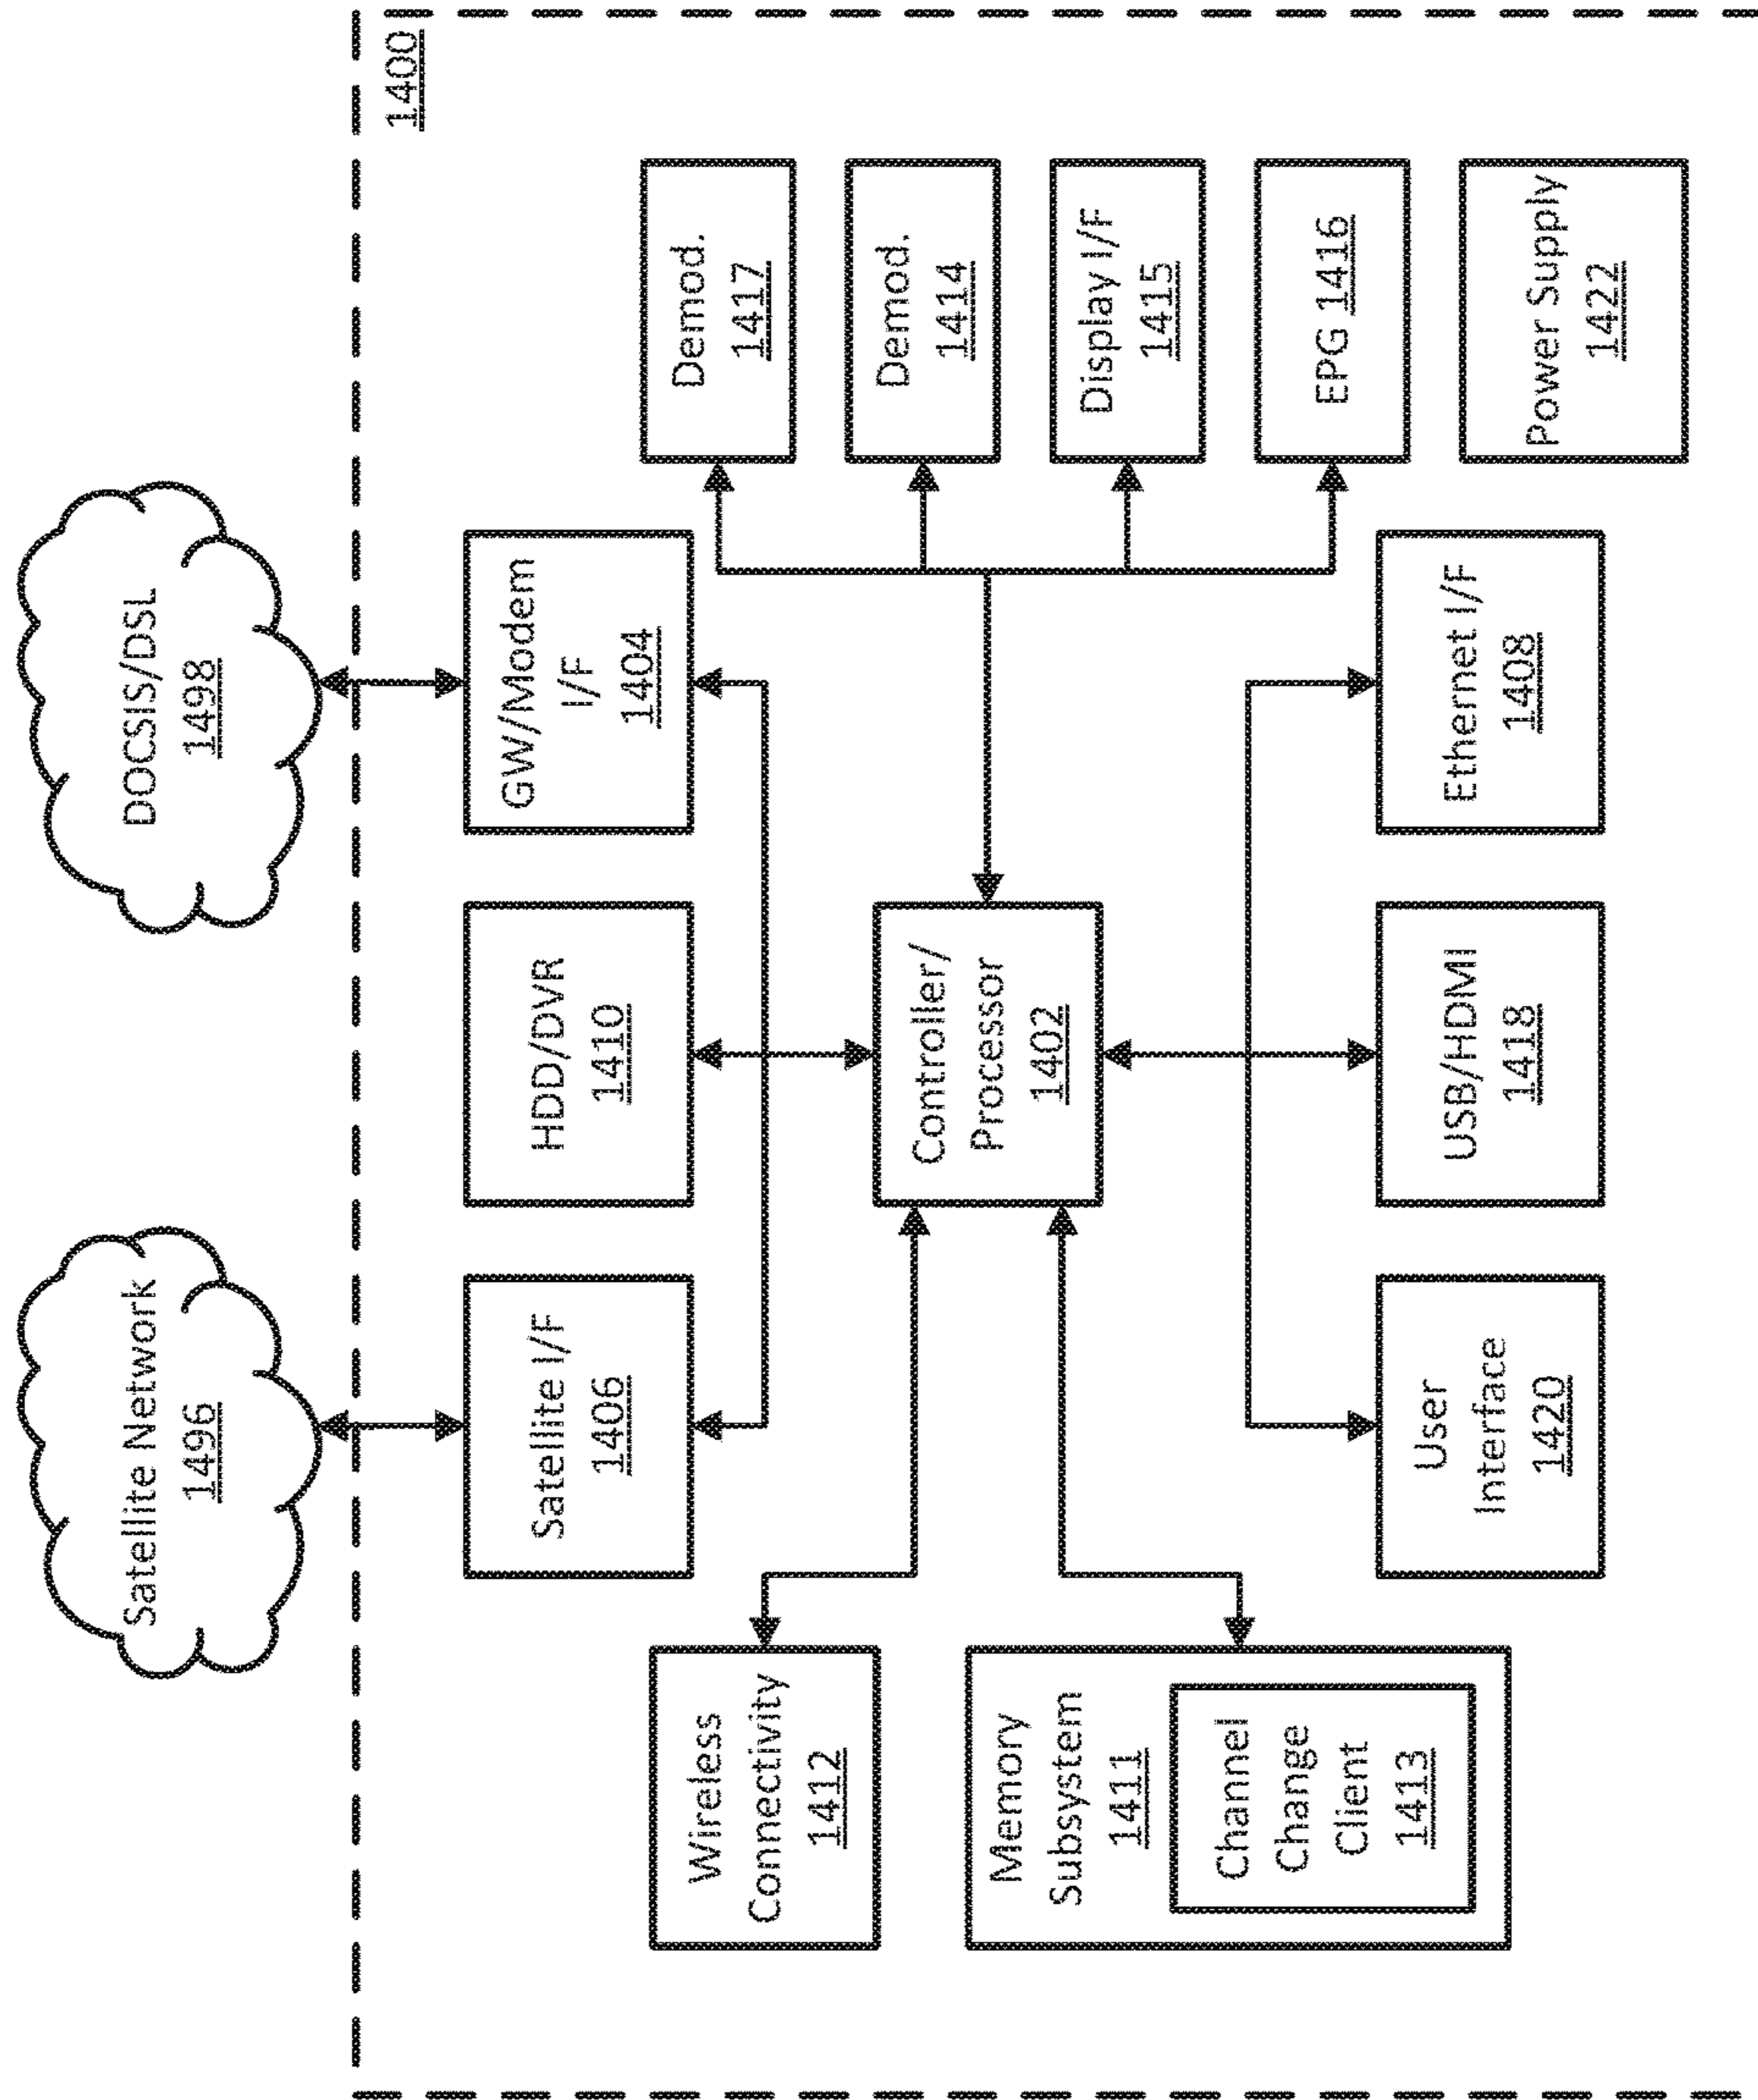 Satellite Network
1496
DOCSIS/DSL
1498
1400
Satellite I/F
1406
HDD/DVR
1410
GW/Modem
I/F
1404
Wireless
Connectivity
1412
Demod.
1417
Controller/
Processor
1402
Demod.
1414
Memory
Subsystem
1411
Channel
Change
Client
1413
Display I/F
1415
EPG 1416
User
Interface
1420
USB/HDMI
1418
Ethernet I/F
1408
Power Supply
1422